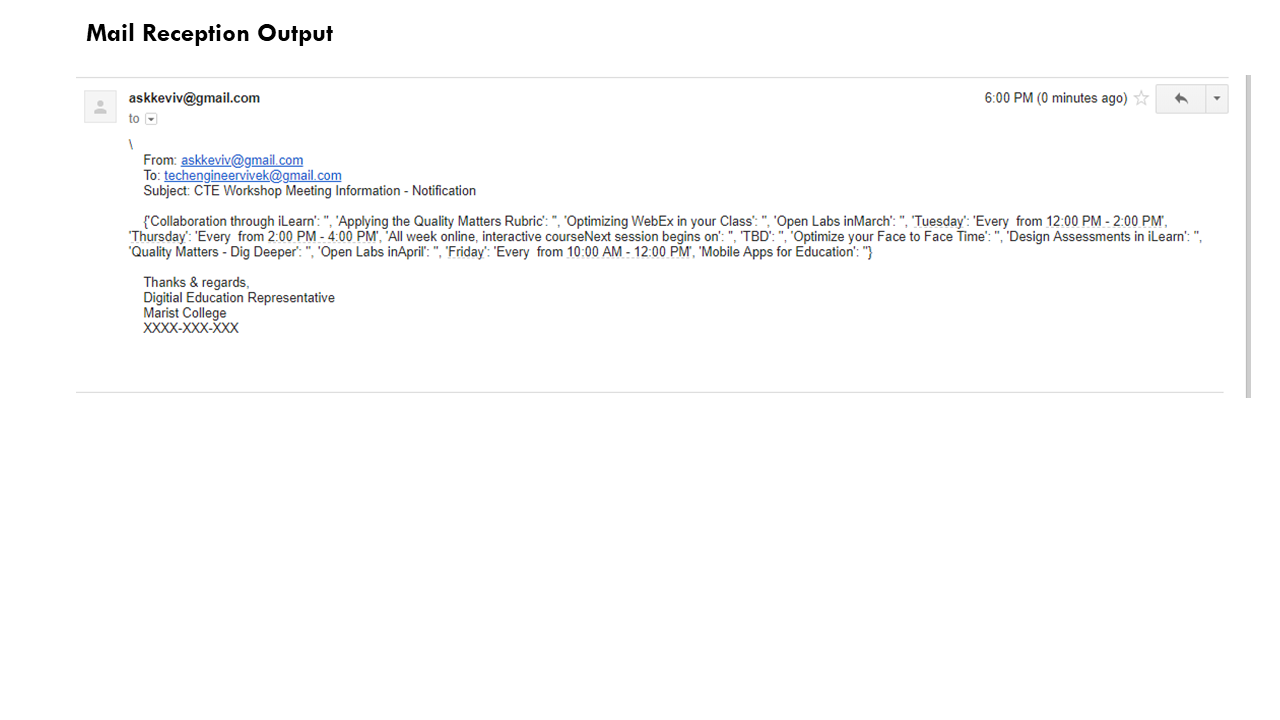 Mail Reception Output
askkeviv@gmail.com 6:00 PM (0 minutes ago)
to
\
From: askkeviv@gmail.com
To: techengineervivek@gmail.com
Subject: CTE Workshop Meeting Information - Notification
{'Collaboration through iLearn': '', 'Applying the Quality Matters Rubric': '', 'Optimizing WebEx in your Class': '', 'Open Labs inMarch': '', 'Tuesday': 'Every  from 12:00 PM - 2:00 PM',
'Thursday': 'Every  from 2:00 PM - 4:00 PM', 'All week online, interactive courseNext session begins on': '', 'TBD': '', 'Optimize your Face to Face Time': '', 'Design Assessments in iLearn': '',
'Quality Matters - Dig Deeper': '', 'Open Labs inApril': '', 'Friday': 'Every  from 10:00 AM - 12:00 PM', 'Mobile Apps for Education': ''}
Thanks & regards,
Digitial Education Representative
Marist College
XXXX-XXX-XXX